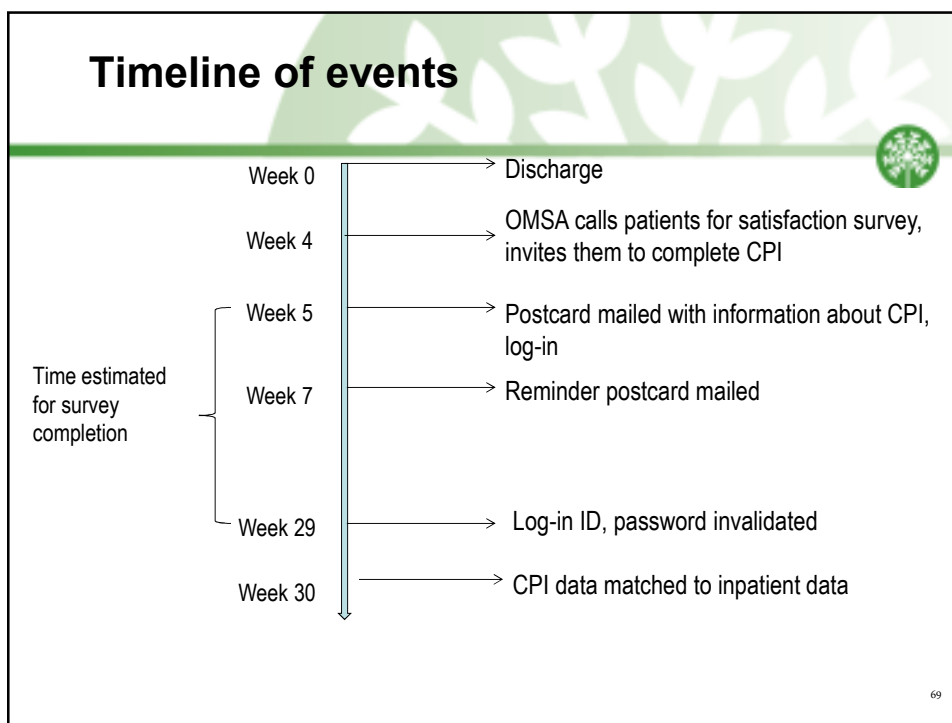 Timeline of events
Week 0
Discharge
Week 4
OMSA calls patients for satisfaction survey,
invites them to complete CPI
Week 5
Postcard mailed with information about CPI,
log-in
Time estimated
for survey
completion
Week 7
Reminder postcard mailed
Week 29
Log-in ID, password invalidated
Week 30
CPI data matched to inpatient data
69